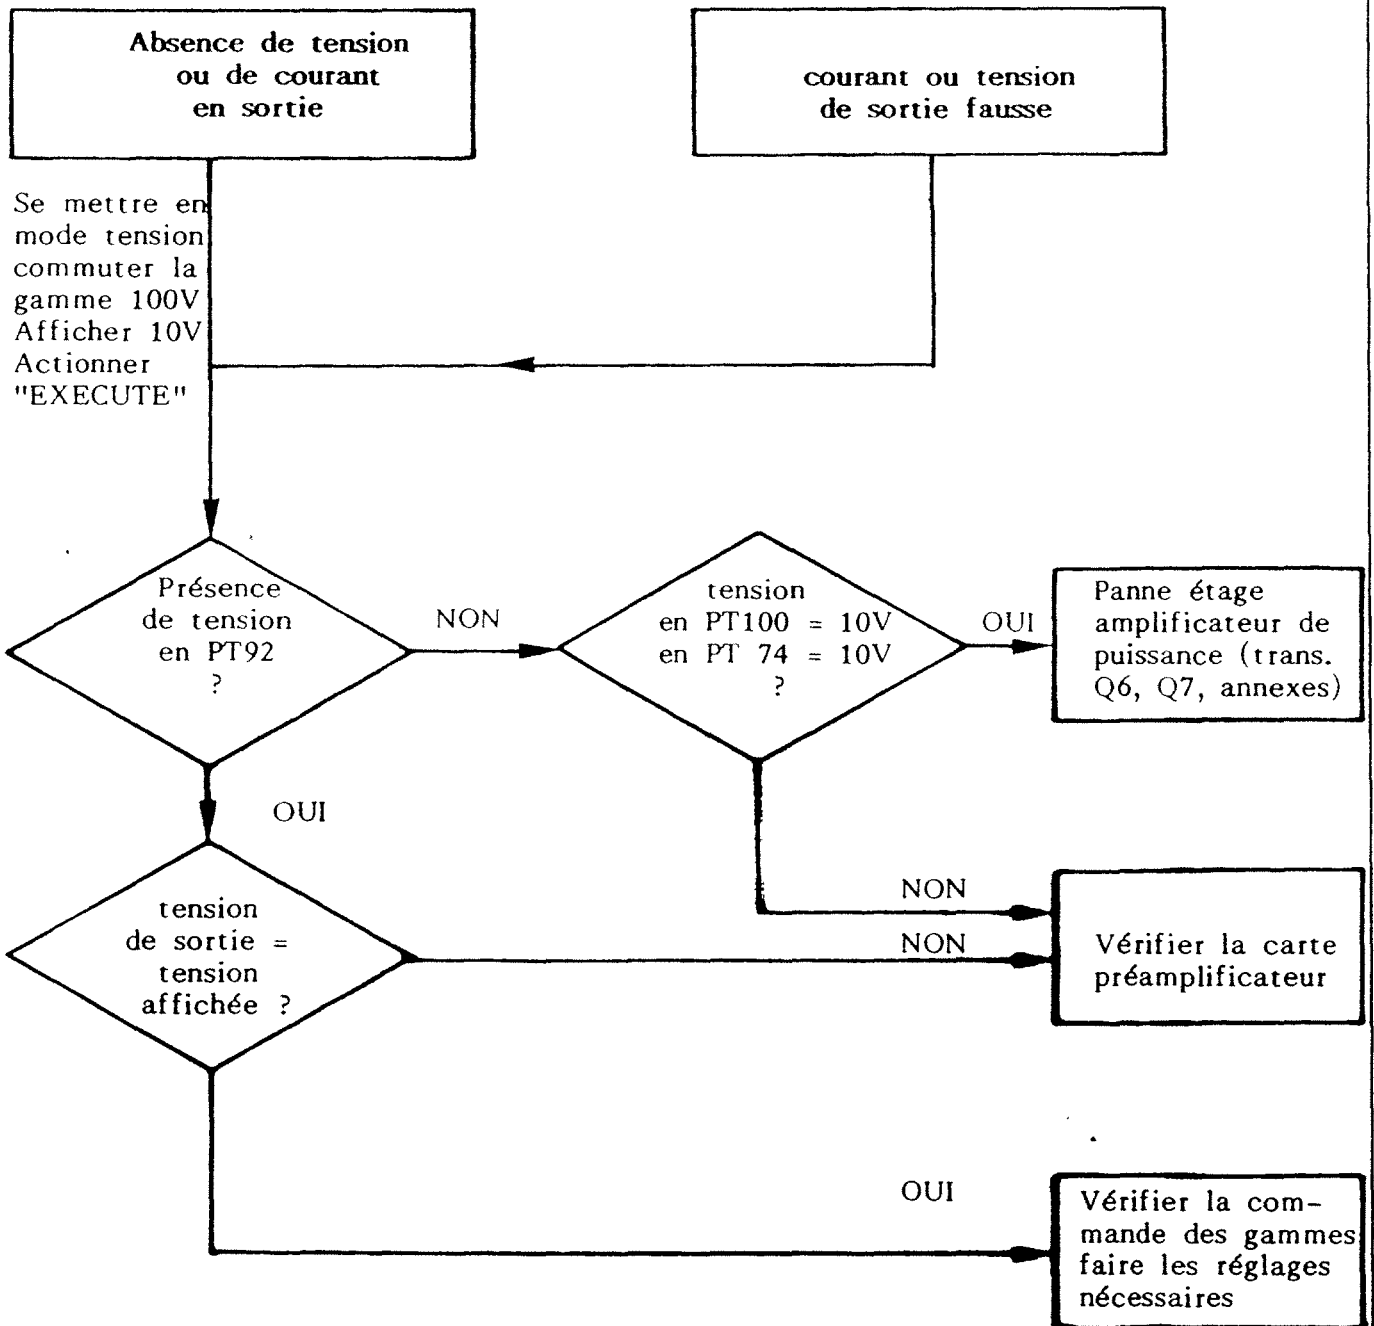 Absence de tension
ou de courant
en sortie
courant ou tension
de sortie fausse
Se mettre en
mode tension
commuter la
gamme 100V
Afficher 10V
Actionner
"EXECUTE"
Présence
de tension
en PT92
?
NON
tension
en PT100 = 10V
en PT 74 = 10V
?
OUI
Panne étage
amplificateur de
puissance (trans.
Q6, Q7, annexes)
OUI
tension
de sortie =
tension
affichée ?
NON
NON
Vérifier la carte
préamplificateur
OUI
Vérifier la com-
mande des gammes
faire les réglages
nécessaires